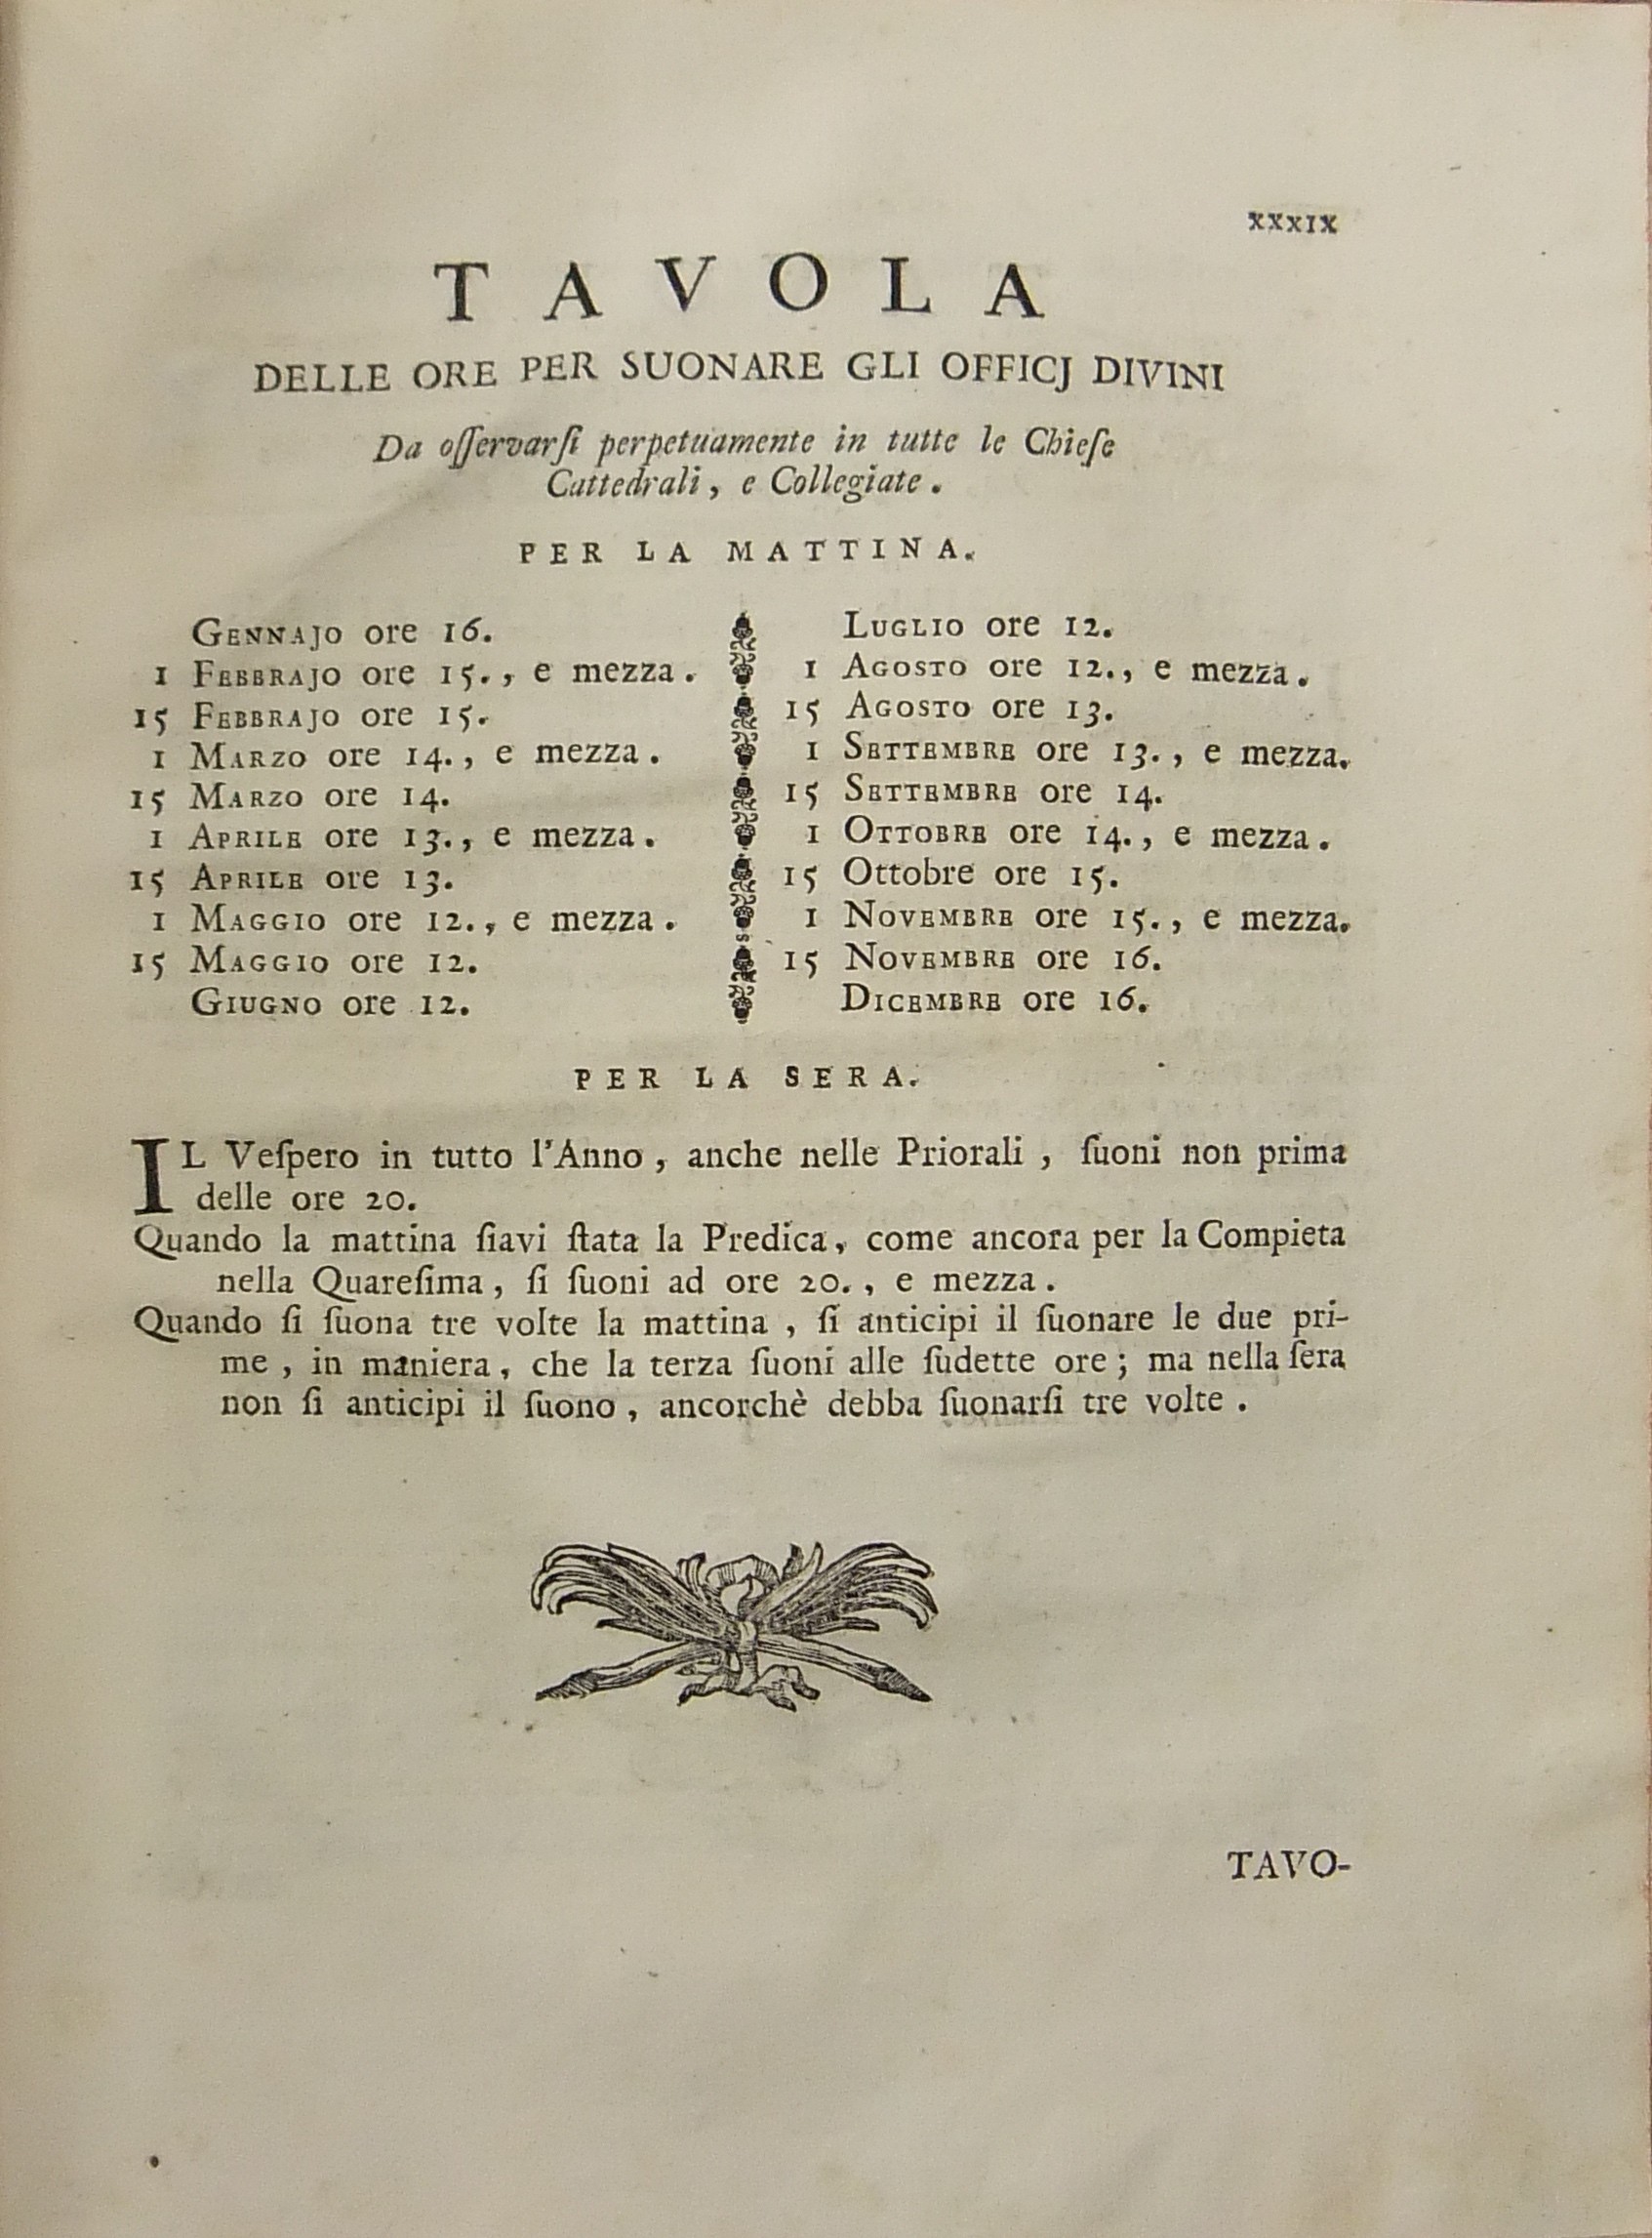 XXXIX
TAVOLA
DELLE ORE PER SUONARE GLI OFFICJ DIVINI
Da oſſervarſi perpetuamente in tutte le Chieſe
Cattedrali, e Collegiate.
PER LA MATTINA.
GENNAJO ore 16.
1 FEBBRAJO ore 15., e mezza.
15 FEBBRAJO ore 15.
1 MARZO ore 14., e mezza.
15 MARZO ore 14.
1 APRILE ore 13., e mezza.
15 APRILE ore 13.
1 MAGGIO ore 12., e mezza.
15 MAGGIO ore 12.
GIUGNO ore 12.
LUGLIO ore 12.
1 AGOSTO ore 12., e mezza.
15 AGOSTO ore 13.
1 SETTEMBRE ore 13., e mezza.
15 SETTEMBRE ore 14.
1 OTTOBRE ore 14., e mezza.
15 Ottobre ore 15.
1 NOVEMBRE ore 15., e mezza.
15 NOVEMBRE ore 16.
DICEMBRE ore 16.
PER LA SERA.
IL Veſpero in tutto l'Anno, anche nelle Priorali, ſuoni non prima
delle ore 20.
Quando la mattina ſiavi ſtata la Predica, come ancora per la Compieta
nella Quareſima, ſi ſuoni ad ore 20., e mezza.
Quando ſi ſuona tre volte la mattina, ſi anticipi il ſuonare le due pri-
me, in maniera, che la terza ſuoni alle ſudette ore; ma nella ſera
non ſi anticipi il ſuono, ancorchè debba ſuonarſi tre volte.
TAVO-